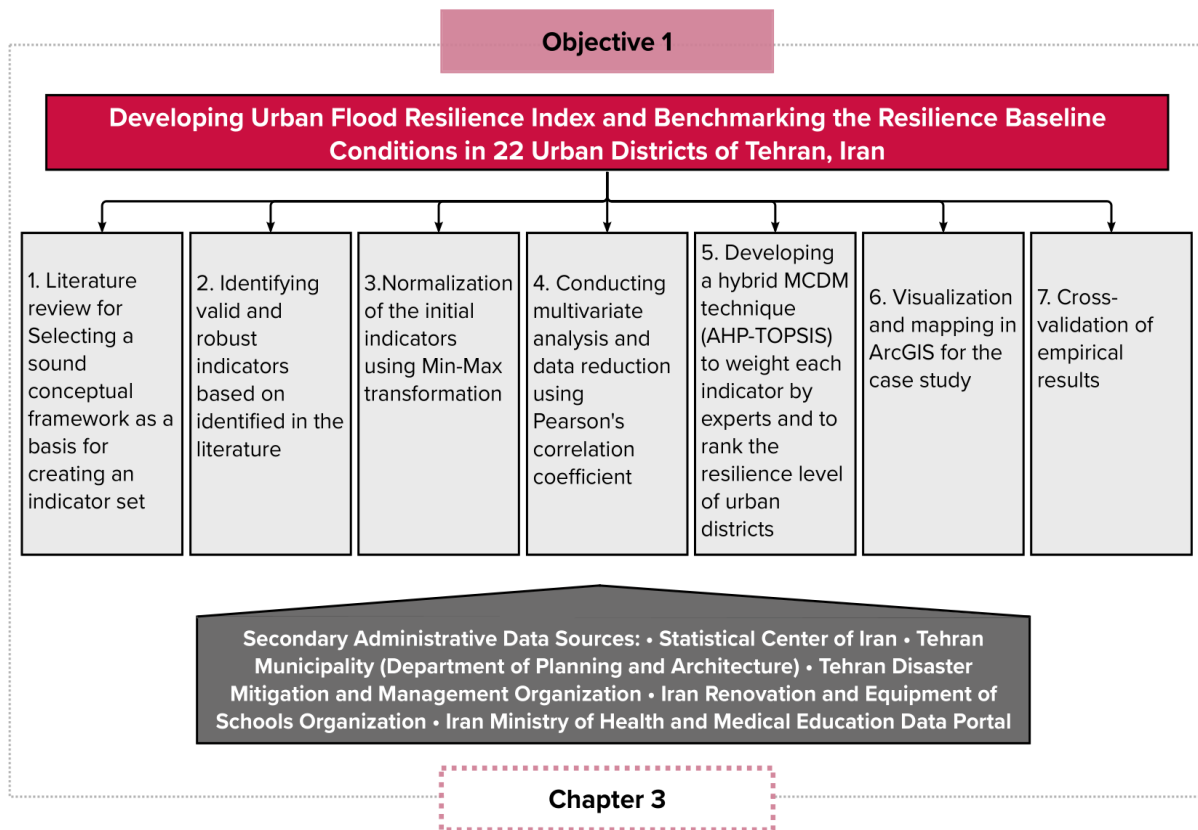 Objective 1
Developing Urban Flood Resilience Index and Benchmarking the Resilience Baseline
Conditions in 22 Urban Districts of Tehran, Iran
1. Literature
review for
Selecting a
sound
conceptual
framework as a
basis for
creating an
indicator set
2. Identifying
valid and
robust
indicators
based on
identified in the
literature
3.Normalization
of the initial
indicators
using Min-Max
transformation
4. Conducting
multivariate
analysis and
data reduction
using
Pearson's
correlation
coefficient
5. Developing
a hybrid MCDM
technique
(AHP-TOPSIS)
to weight each
indicator by
experts and to
rank the
resilience level
of urban
districts
6. Visualization
and mapping in
ArcGIS for the
case study
7. Cross-
validation of
empirical
results
Secondary Administrative Data Sources: • Statistical Center of Iran • Tehran
Municipality (Department of Planning and Architecture) • Tehran Disaster
Mitigation and Management Organization • Iran Renovation and Equipment of
Schools Organization • Iran Ministry of Health and Medical Education Data Portal
Chapter 3